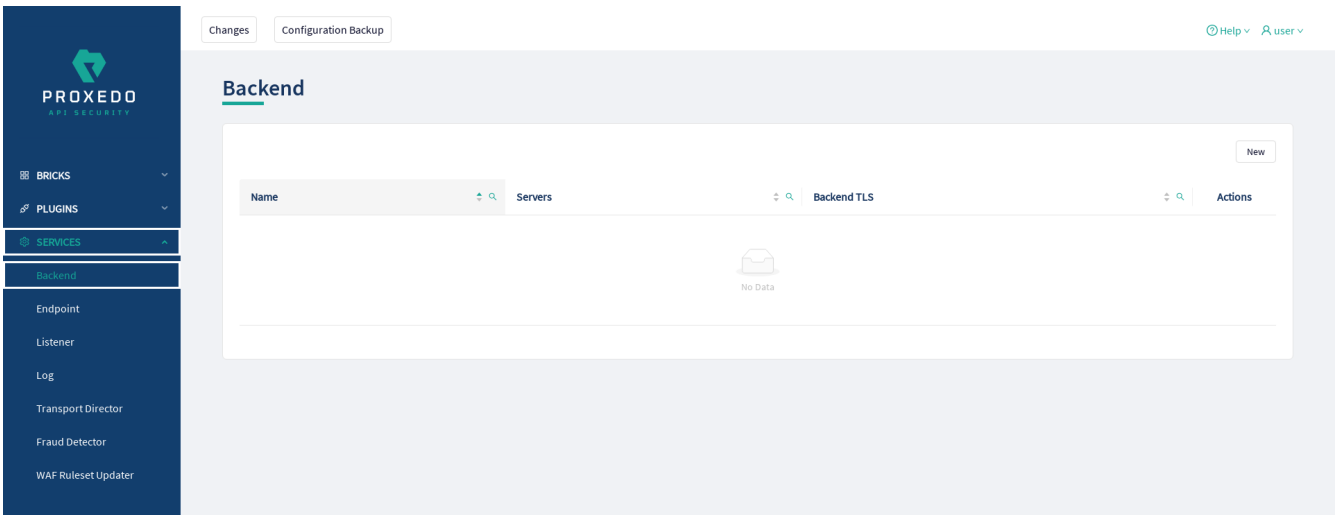 PROXEDO
API SECURITY
BRICKS
PLUGINS
SERVICES
Backend
Endpoint
Listener
Log
Transport Director
Fraud Detector
WAF Ruleset Updater
Changes Configuration Backup Help user
Backend
New
Name Servers Backend TLS Actions
No Data